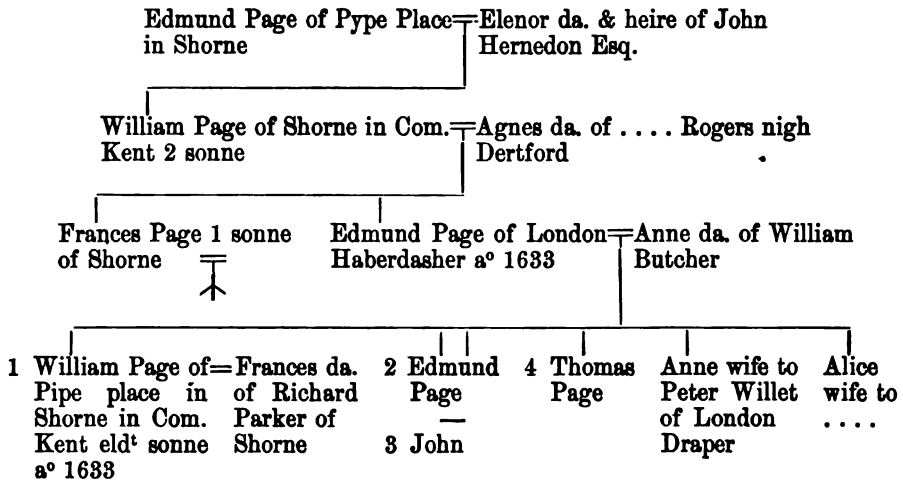 Edmund Page of Pype Place
in Shorne
Elenor da. & heire of John
Hernedon Esq.
William Page of Shorne in Com.
Kent 2 sonne
Agnes da. of .... Rogers nigh
Dertford
Frances Page 1 sonne
of Shorne
Edmund Page of London
Haberdasher aº 1633
Anne da. of William
Butcher
1 William Page of
Pipe place in
Shorne in Com.
Kent eldᵗ sonne
aº 1633
Frances da.
of Richard
Parker of
Shorne
2 Edmund
Page
—
3 John
4 Thomas
Page
Anne wife to
Peter Willet
of London
Draper
Alice
wife to
....